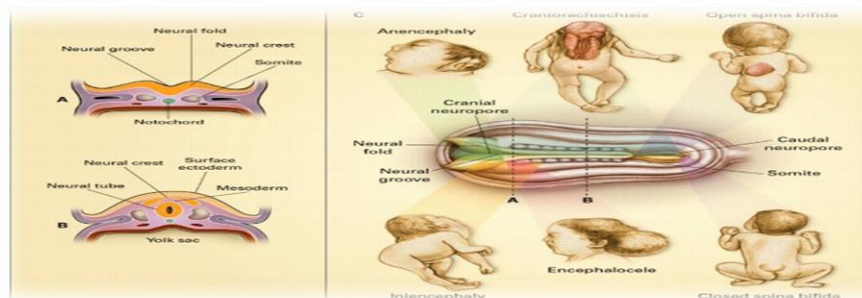 Neural fold
Neural groove
Neural crest
Somite
A
Notochord
Neural crest
Surface
ectoderm
Neural tube
Mesoderm
B
Yolk sac
C
Craniorachischisis
Open spina bifida
Anencephaly
Cranial
neuropore
Neural
fold
Neural
groove
Caudal
neuropore
Somite
A
B
Encephalocele
Iniencephaly
Closed spina bifida